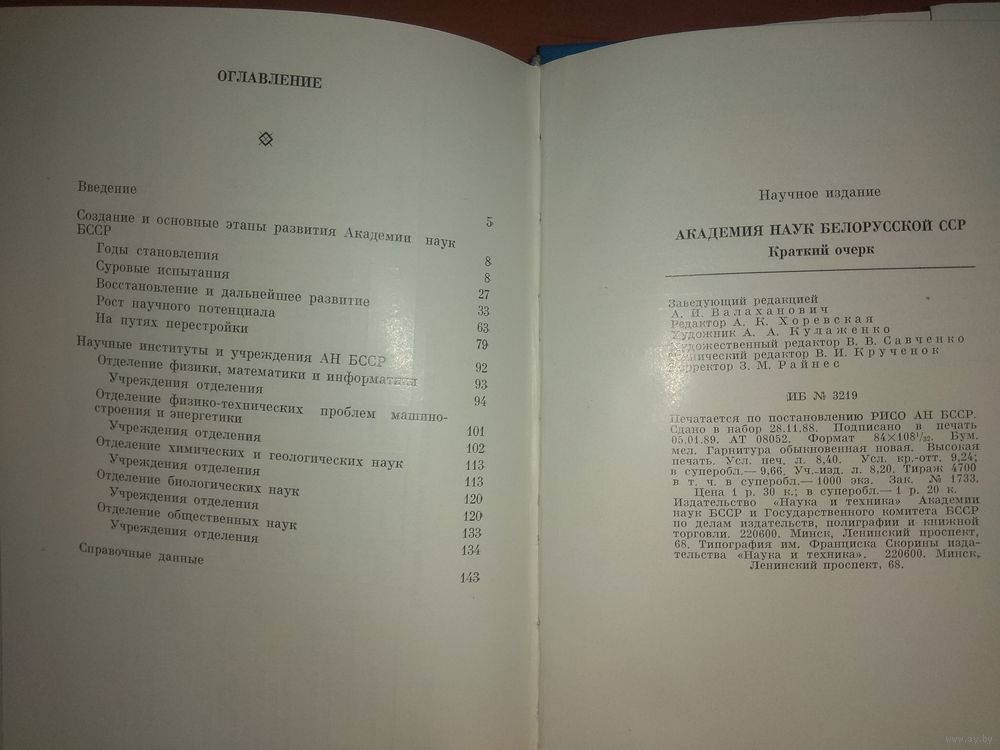 ОГЛАВЛЕНИЕ
Введение 5
Создание и основные этапы развития Академии наук
БССР 8
Годы становления 8
Суровые испытания 27
Восстановление и дальнейшее развитие 33
Рост научного потенциала 63
На путях перестройки 79
Научные институты и учреждения АН БССР 92
Отделение физики, математики и информатики 93
Учреждения отделения 94
Отделение физико-технических проблем машино-
строения и энергетики 101
Учреждения отделения 102
Отделение химических и геологических наук 113
Учреждения отделения 113
Отделение биологических наук 120
Учреждения отделения 120
Отделение общественных наук 133
Учреждения отделения 134
Справочные данные 143
Научное издание
АКАДЕМИЯ НАУК БЕЛОРУССКОЙ ССР
Краткий очерк
Заведующий редакцией
А. И. Валаханович
Редактор А. К. Хоревская
Художник А. А. Кулаженко
Художественный редактор В. В. Савченко
Технический редактор В. И. Крученок
Корректор З. М. Райнес
ИБ № 3219
Печатается по постановлению РИСО АН БССР.
Сдано в набор 28.11.88. Подписано в печать
05.01.89. АТ 08052. Формат 84×108¹/₃₂. Бум.
мел. Гарнитура обыкновенная новая. Высокая
печать. Усл. печ. л. 8,40. Усл. кр.-отт. 9,24;
в суперобл.— 9,66. Уч.-изд. л. 8,20. Тираж 4700
в т. ч. в суперобл.— 1000 экз. Зак. № 1733.
Цена 1 р. 30 к.; в суперобл.— 1 р. 20 к.
Издательство «Наука и техника» Академии
наук БССР и Государственного комитета БССР
по делам издательств, полиграфии и книжной
торговли. 220600. Минск, Ленинский проспект,
68. Типография им. Франциска Скорины изда-
тельства «Наука и техника». 220600. Минск,
Ленинский проспект, 68.
www.ay.by